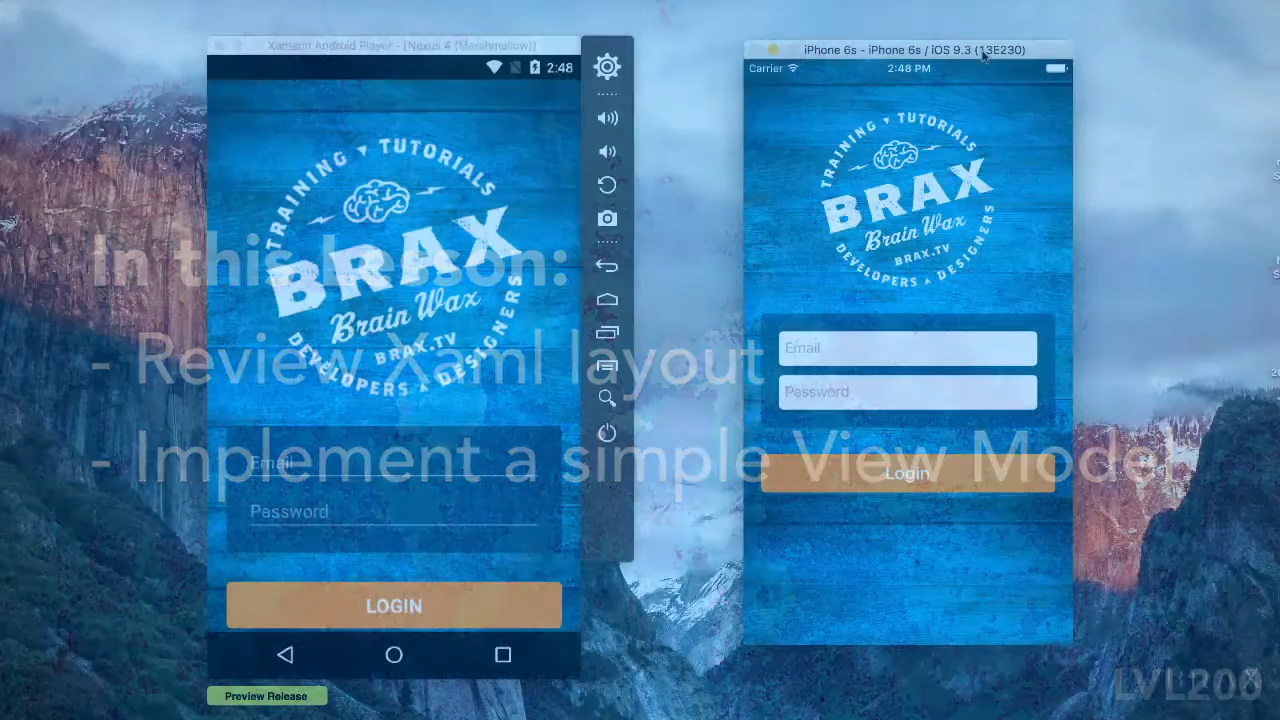 Xamarin Android Player - [Nexus 4 (Marshmallow)]
2:48
TRAINING ▾ TUTORIALS
BRAX
Brain Wax
BRAX.TV
DEVELOPERS ▴ DESIGNERS
Email
Password
LOGIN
Preview Release
iPhone 6s - iPhone 6s / iOS 9.3 (13E230)
Carrier
2:48 PM
TRAINING ▾ TUTORIALS
BRAX
Brain Wax
BRAX.TV
DEVELOPERS ▴ DESIGNERS
Email
Password
Login
In this lesson:
- Review Xaml layout
- Implement a simple View Model
LVL200